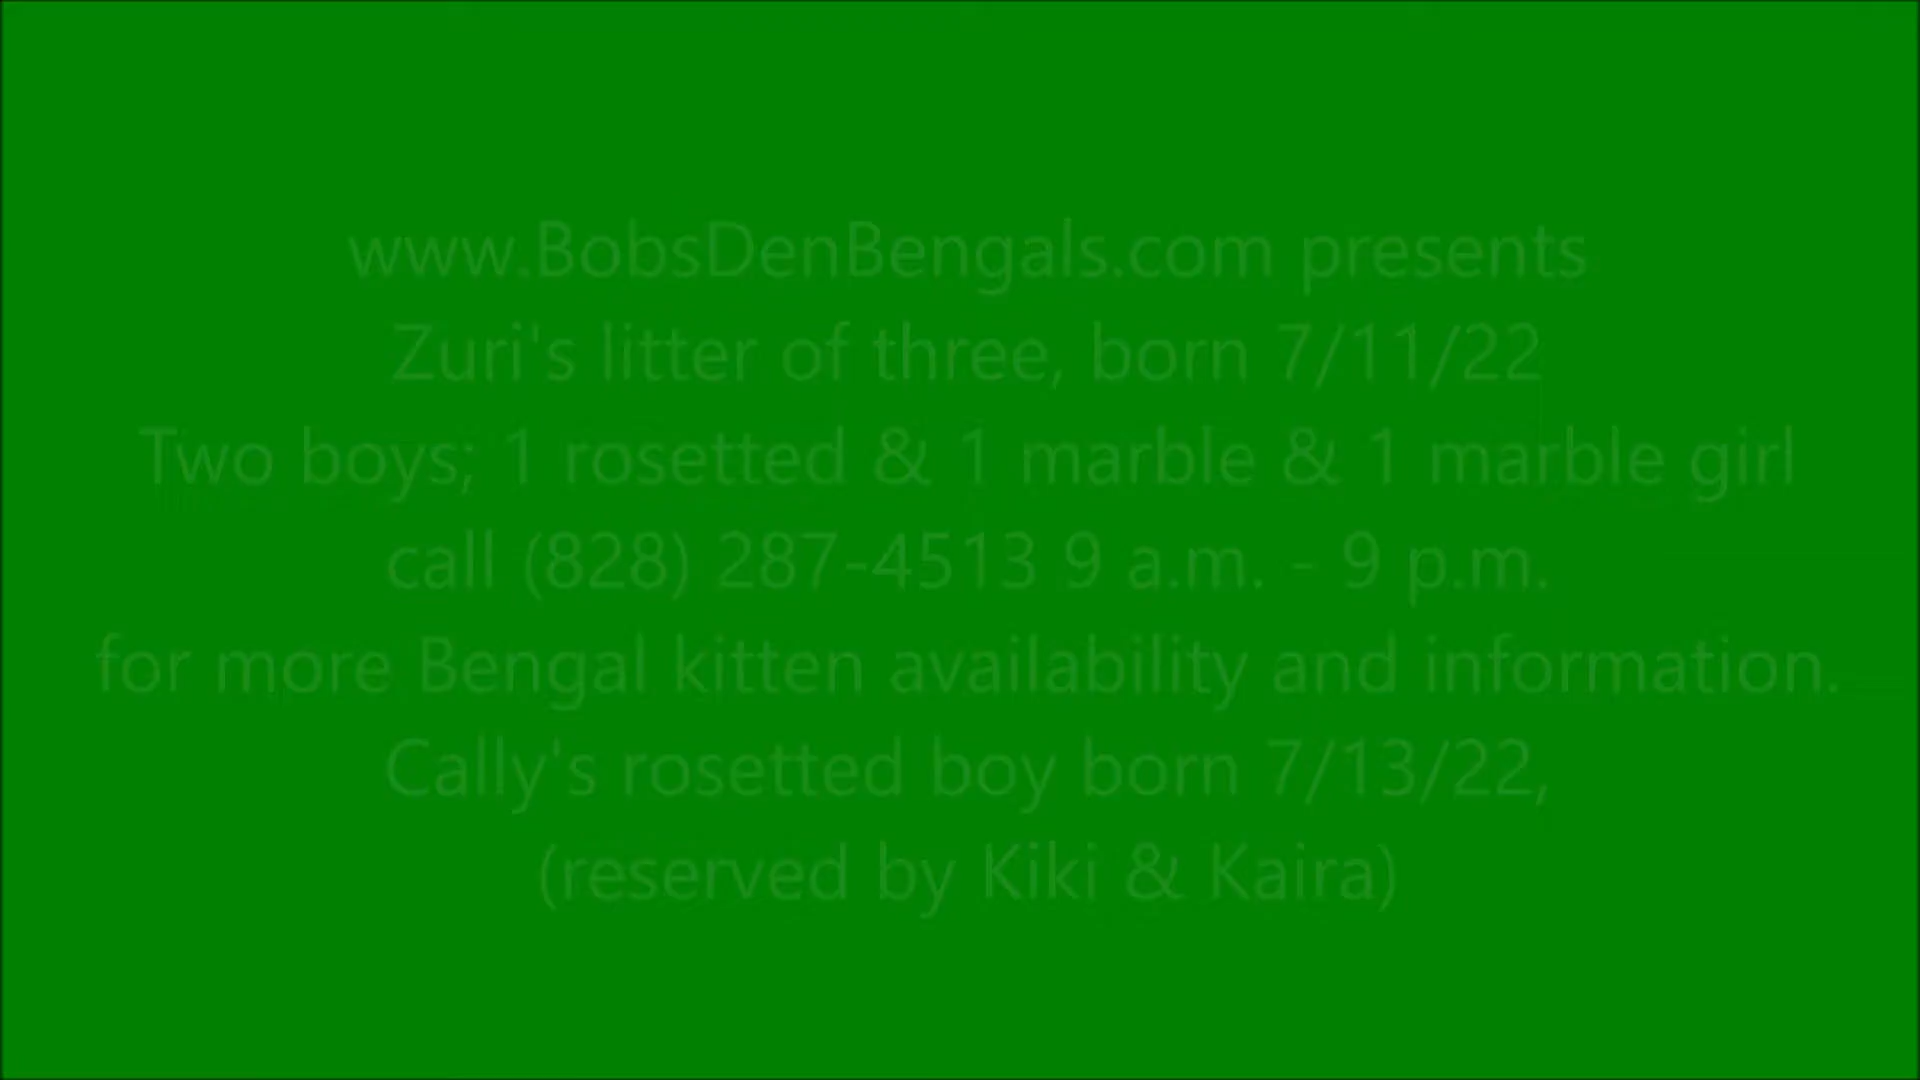 www.BobsDenBengals.com presents
Zuri's litter of three, born 7/11/22
Two boys; 1 rosetted & 1 marble & 1 marble girl
call (828) 287-4513 9 a.m. - 9 p.m.
for more Bengal kitten availability and information.
Cally's rosetted boy born 7/13/22,
(reserved by Kiki & Kaira)